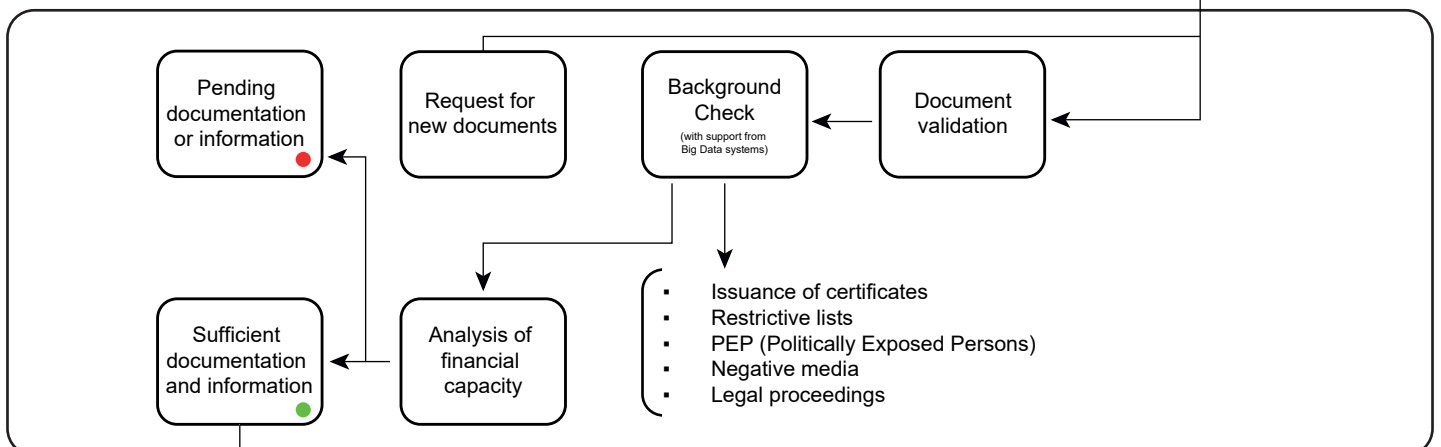 Pending
documentation
or information
Request for
new documents
Background
Check
(with support from
Big Data systems)
Document
validation
Sufficient
documentation
and information
Analysis of
financial
capacity
▪ Issuance of certificates
▪ Restrictive lists
▪ PEP (Politically Exposed Persons)
▪ Negative media
▪ Legal proceedings